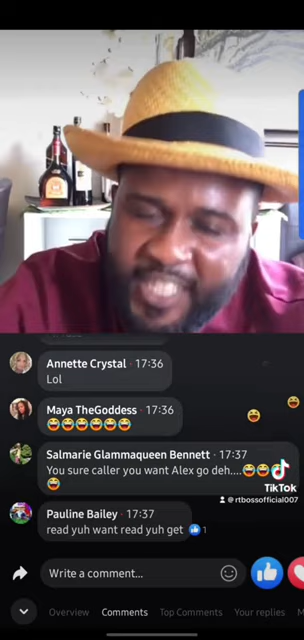 Annette Crystal · 17:36
Lol
Maya TheGoddess · 17:36
😆😆😆😆😆😆
Salmarie Glammaqueen Bennett · 17:37
You sure caller you want Alex go deh....😂😂😂
😂
TikTok
@rtbossofficial007
Pauline Bailey · 17:37
read yuh want read yuh get 👍1
Write a comment...
Overview Comments Top Comments Your replies M